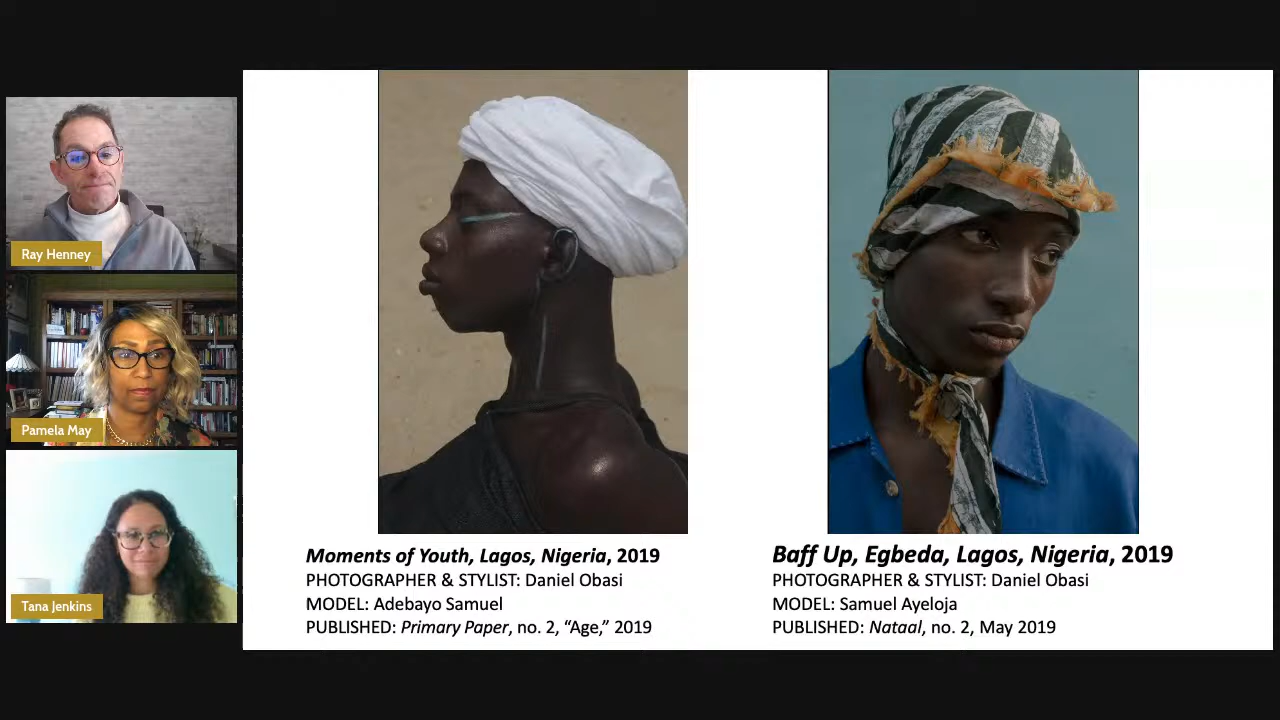 Ray Henney
Pamela May
Tana Jenkins
Moments of Youth, Lagos, Nigeria, 2019
PHOTOGRAPHER & STYLIST: Daniel Obasi
MODEL: Adebayo Samuel
PUBLISHED: Primary Paper, no. 2, “Age,” 2019
Baff Up, Egbeda, Lagos, Nigeria, 2019
PHOTOGRAPHER & STYLIST: Daniel Obasi
MODEL: Samuel Ayeloja
PUBLISHED: Nataal, no. 2, May 2019